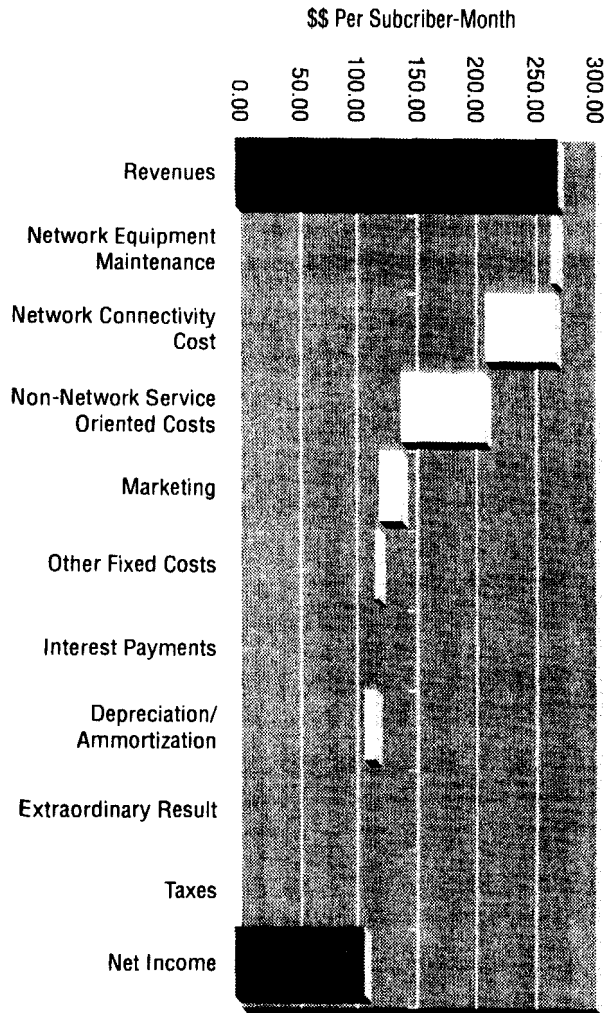 $$ Per Subcriber-Month
0.00
50.00
100.00
150.00
200.00
250.00
300.00
Revenues
Network Equipment
Maintenance
Network Connectivity
Cost
Non-Network Service
Oriented Costs
Marketing
Other Fixed Costs
Interest Payments
Depreciation/
Ammortization
Extraordinary Result
Taxes
Net Income